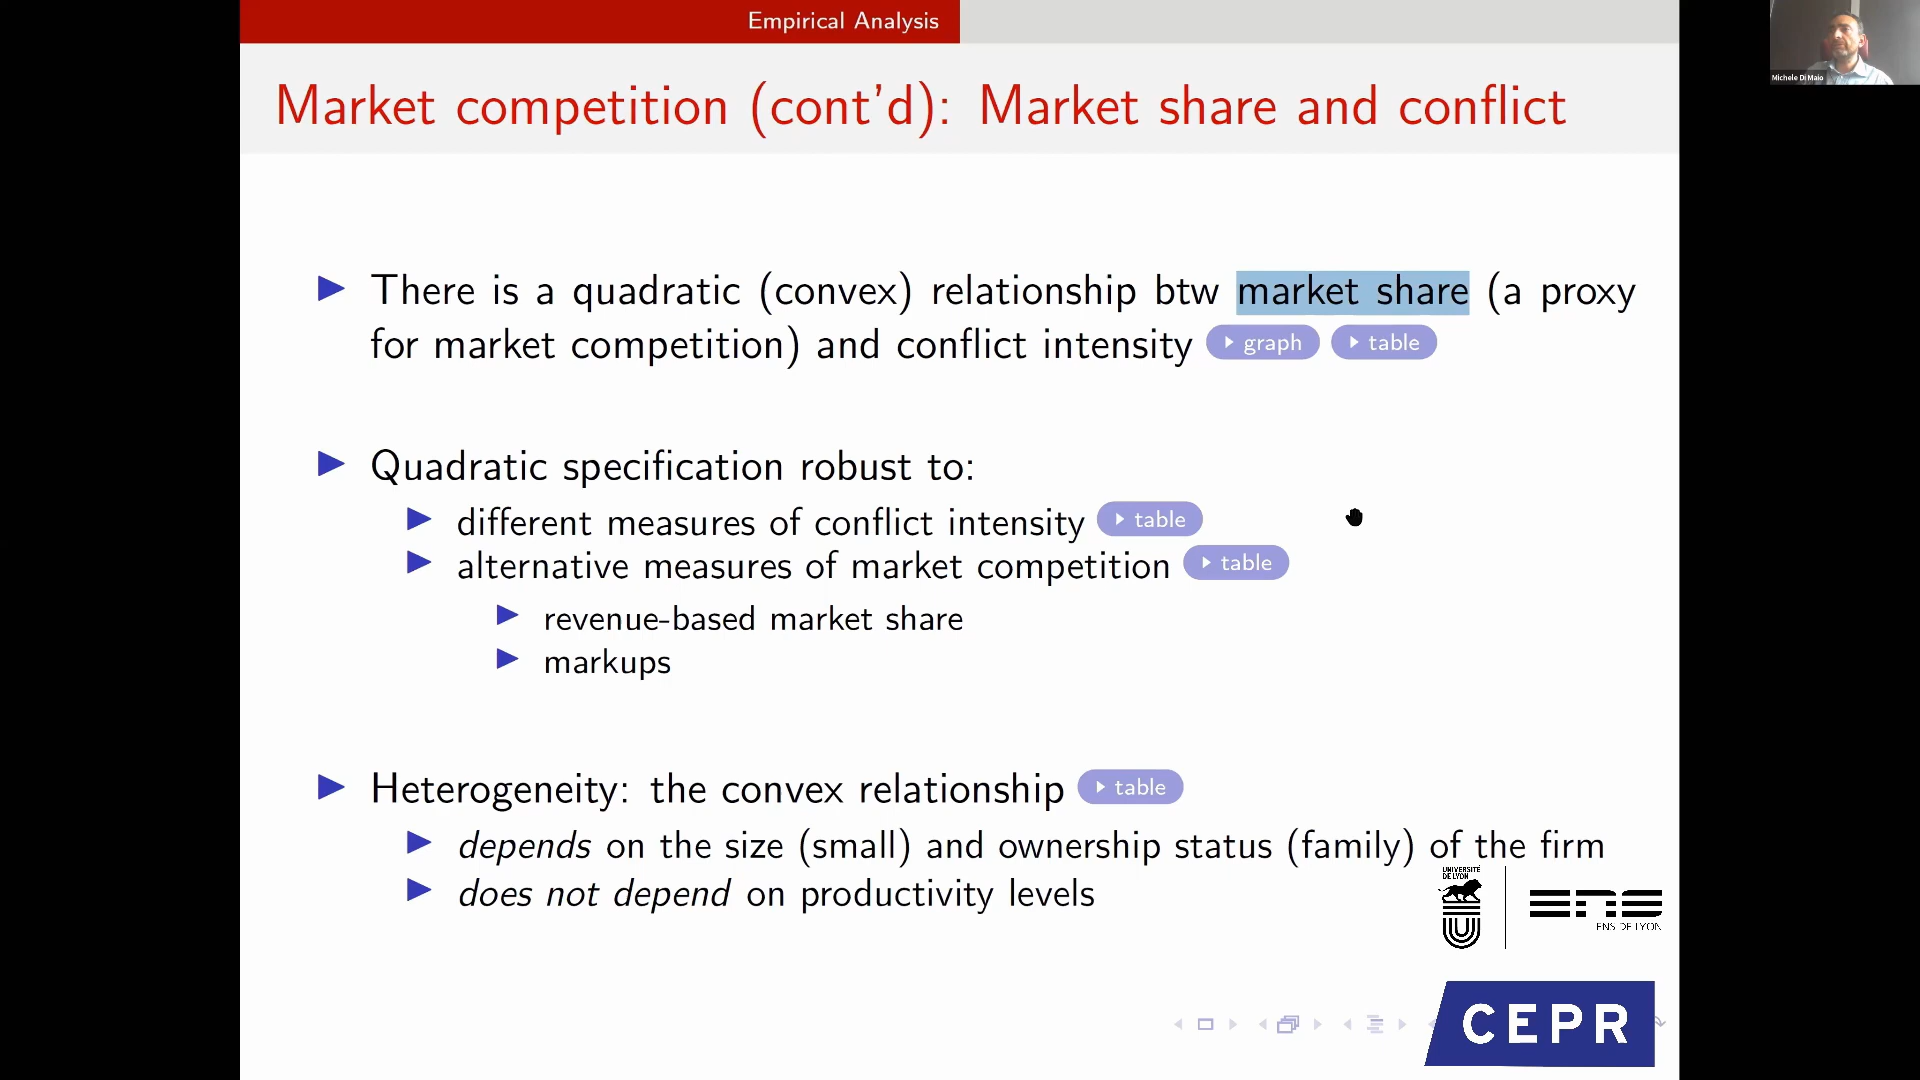 Empirical Analysis
Michele Di Maio
Market competition (cont'd): Market share and conflict
There is a quadratic (convex) relationship btw market share (a proxy
for market competition) and conflict intensity graph table
Quadratic specification robust to:
different measures of conflict intensity table
alternative measures of market competition table
revenue-based market share
markups
Heterogeneity: the convex relationship table
depends on the size (small) and ownership status (family) of the firm
does not depend on productivity levels
UNIVERSITÉ
DE LYON
ENS
ENS DE LYON
CEPR